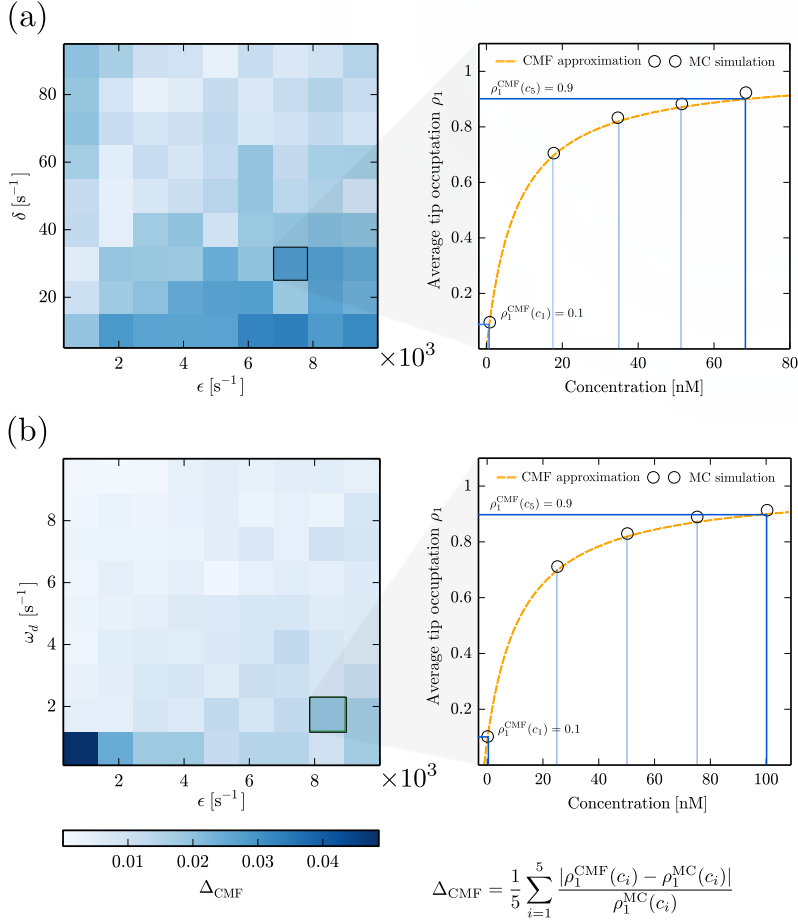 (a)
CMF approximation MC simulation
ρ₁^CMF(c₅) = 0.9
ρ₁^CMF(c₁) = 0.1
Average tip occuptation ρ₁
1
0.8
0.6
0.4
0.2
0 20 40 60 80
Concentration [nM]
δ [s⁻¹]
80
60
40
20
2 4 6 8
×10³
ϵ [s⁻¹]
(b)
CMF approximation MC simulation
ρ₁^CMF(c₅) = 0.9
ρ₁^CMF(c₁) = 0.1
Average tip occuptation ρ₁
1
0.8
0.6
0.4
0.2
0 20 40 60 80 100
Concentration [nM]
ω_d [s⁻¹]
8
6
4
2
2 4 6 8
×10³
ϵ [s⁻¹]
0.01 0.02 0.03 0.04
Δ_CMF
Δ_CMF = 1/5 ∑_{i=1}^{5} |ρ₁^CMF(c_i) − ρ₁^MC(c_i)| / ρ₁^MC(c_i)